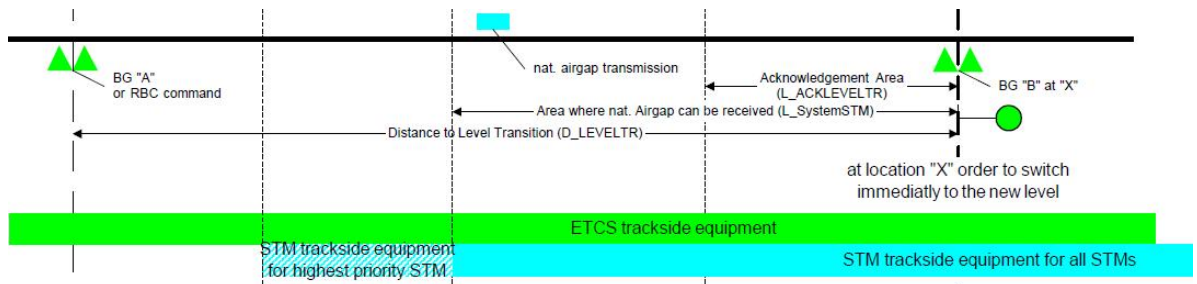 nat. airgap transmission
BG "A"
or RBC command
Acknowledgement Area
(L_ACKLEVELTR)
BG "B" at "X"
Area where nat. Airgap can be received (L_SystemSTM)
Distance to Level Transition (D_LEVELTR)
at location "X" order to switch
immediatly to the new level
ETCS trackside equipment
STM trackside equipment
for highest priority STM
STM trackside equipment for all STMs